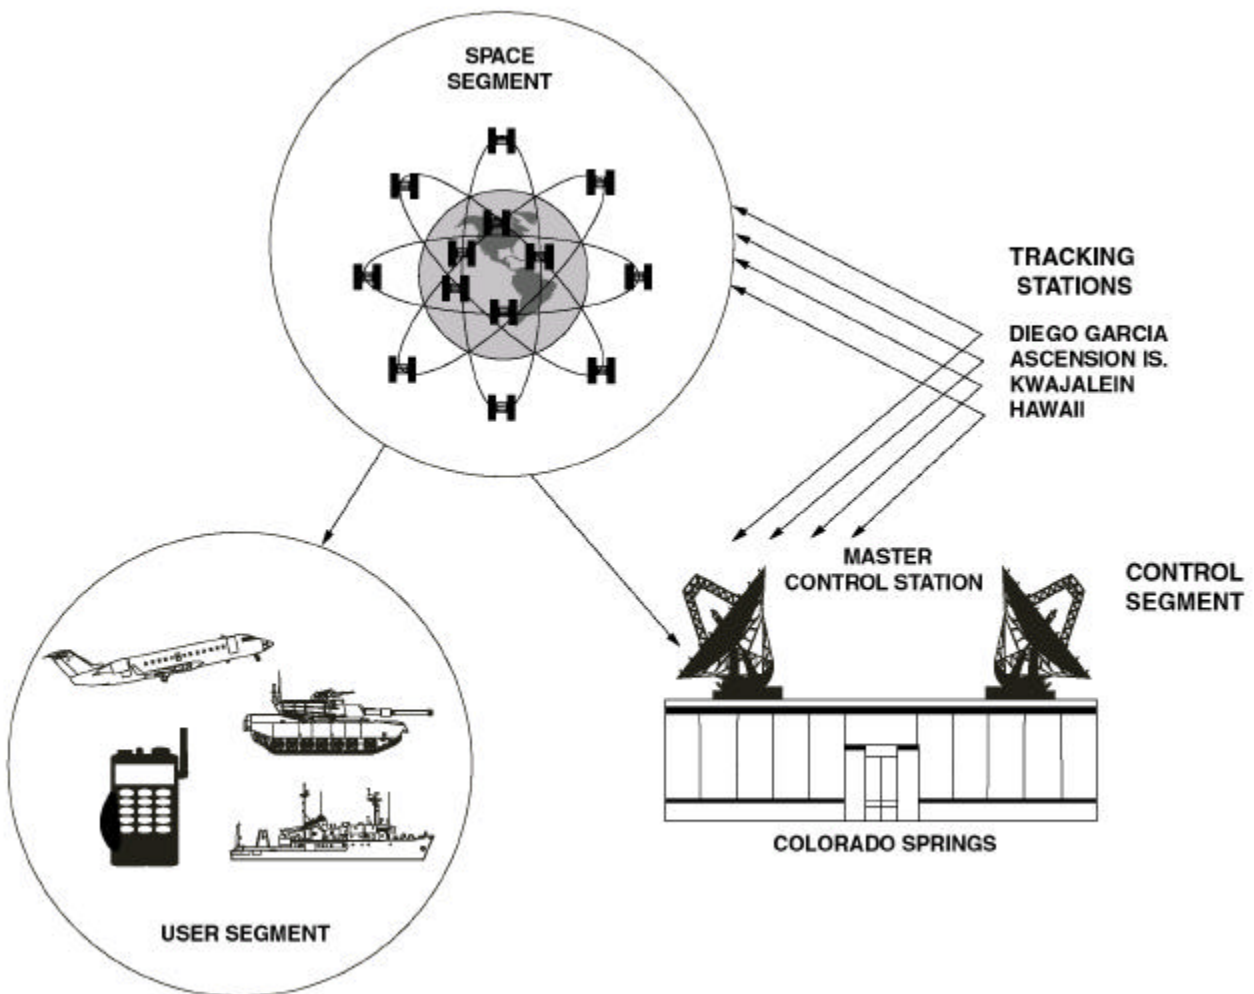 SPACE
SEGMENT
TRACKING
STATIONS
DIEGO GARCIA
ASCENSION IS.
KWAJALEIN
HAWAII
MASTER
CONTROL STATION
CONTROL
SEGMENT
COLORADO SPRINGS
USER SEGMENT